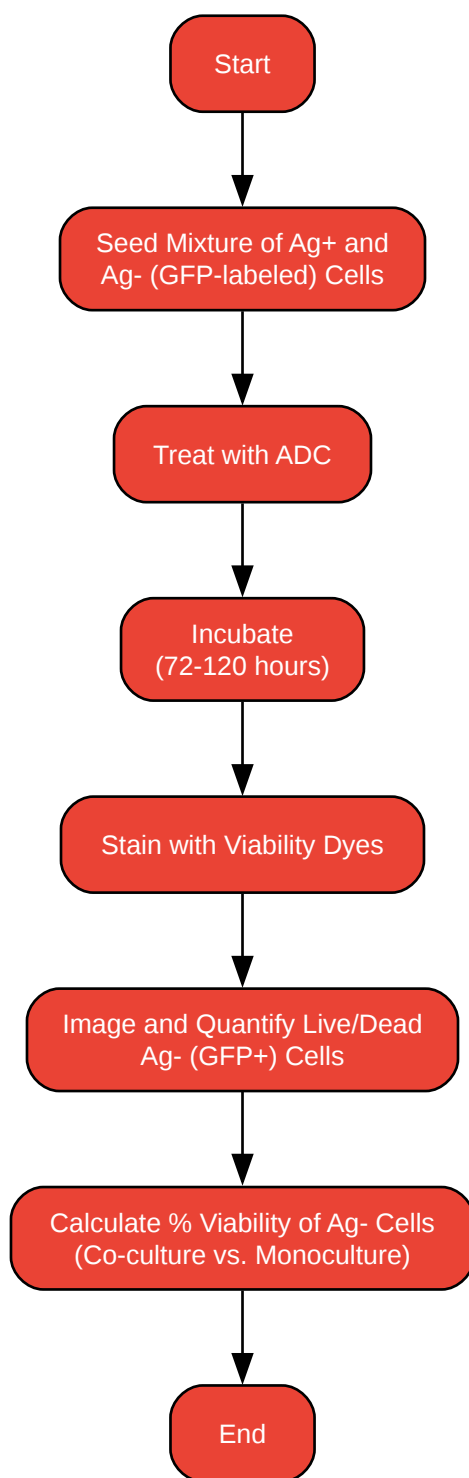 Start
Seed Mixture of Ag+ and
Ag- (GFP-labeled) Cells
Treat with ADC
Incubate
(72-120 hours)
Stain with Viability Dyes
Image and Quantify Live/Dead
Ag- (GFP+) Cells
Calculate % Viability of Ag- Cells
(Co-culture vs. Monoculture)
End